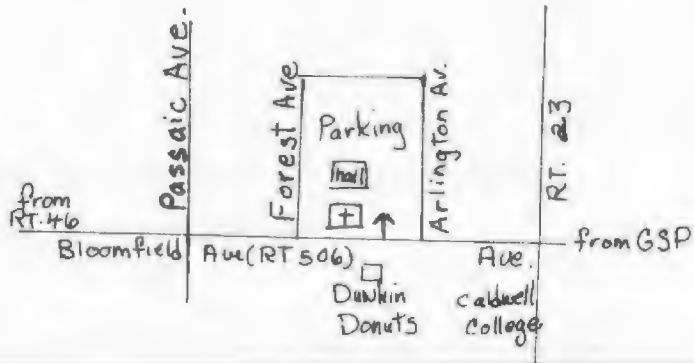 Passaic Ave.
Forest Ave
Parking
hall
Arlington Av.
RT. 23
from
RT. 46
Bloomfield Ave (RT 506) Ave.
from GSP
Dunkin
Donuts
Caldwell
College